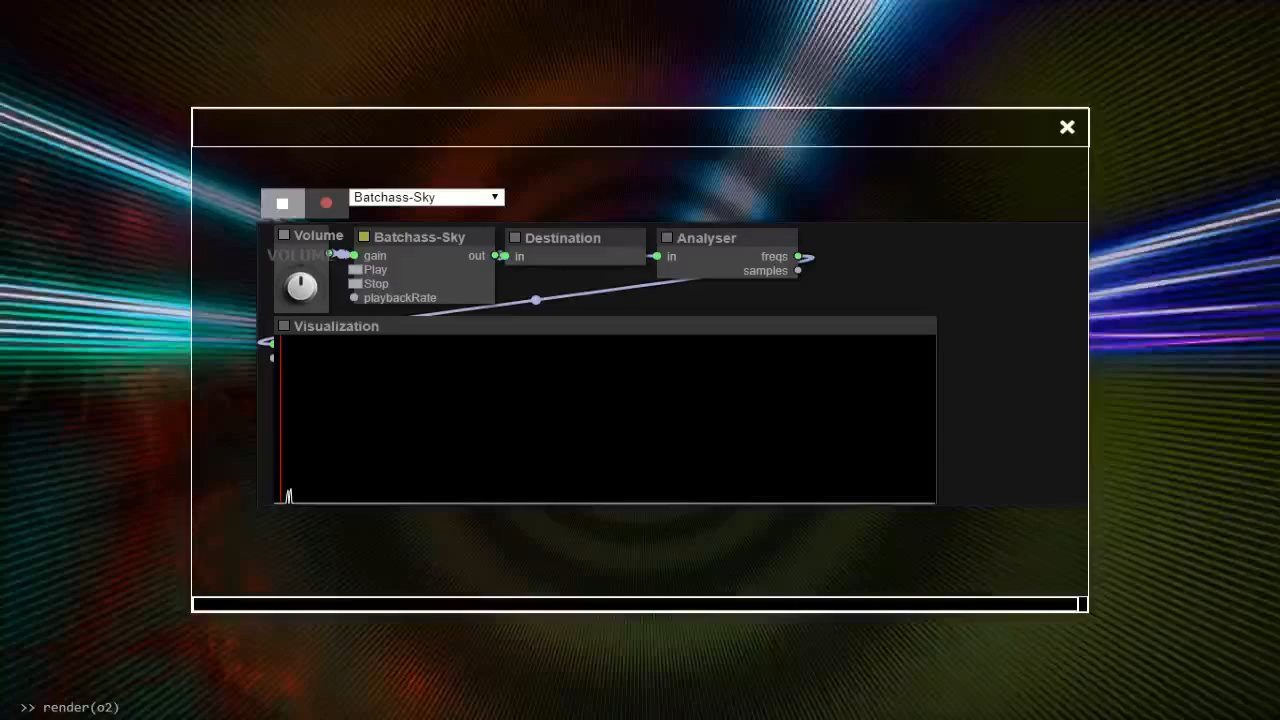 Batchass-Sky
Volume
VOLUME
Batchass-Sky
gain out
Play
Stop
playbackRate
Destination
in
Analyser
in freqs
samples
Visualization
>> render(o2)